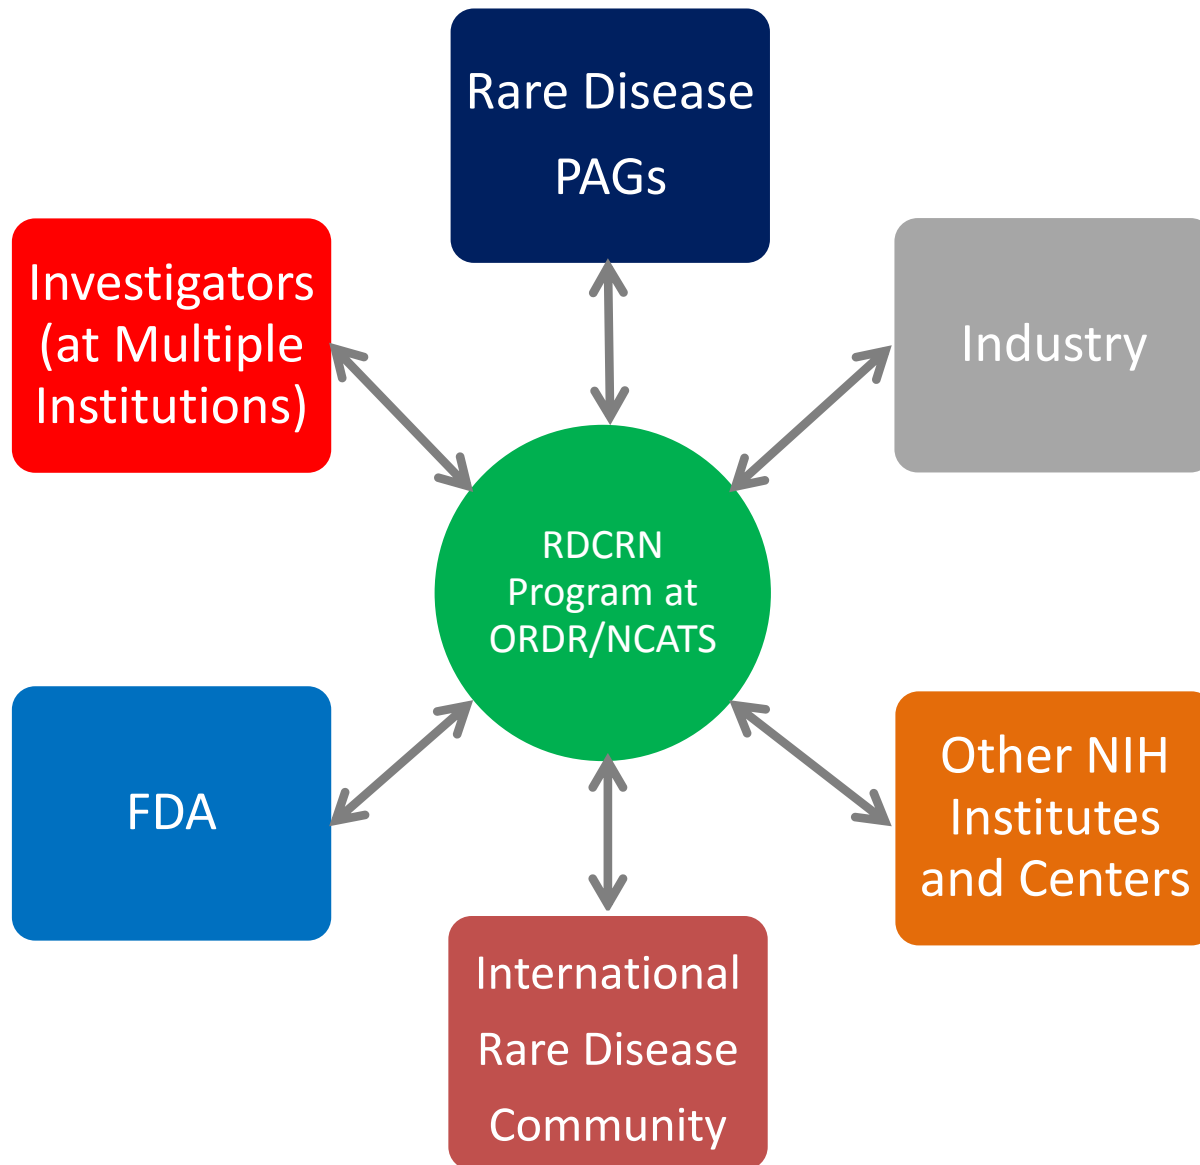 Rare Disease
PAGs
Investigators
(at Multiple
Institutions)
Industry
RDCRN
Program at
ORDR/NCATS
FDA
Other NIH
Institutes
and Centers
International
Rare Disease
Community